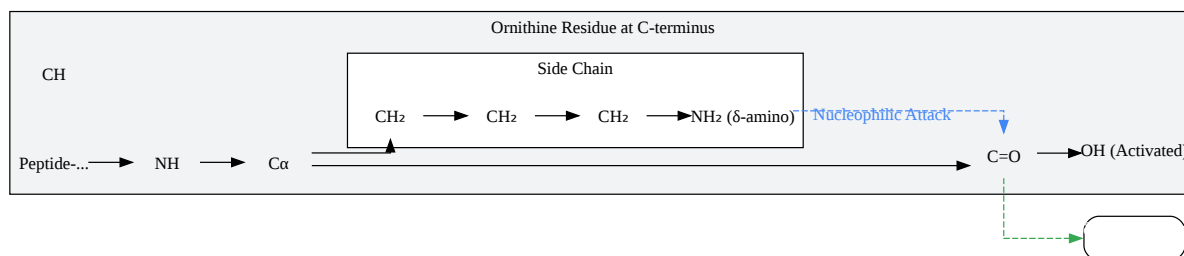 Ornithine Residue at C-terminus
Side Chain
CH
CH₂ CH₂ CH₂ NH₂ (δ-amino) Nucleophilic Attack
Peptide-... NH Cα C=O OH (Activated)